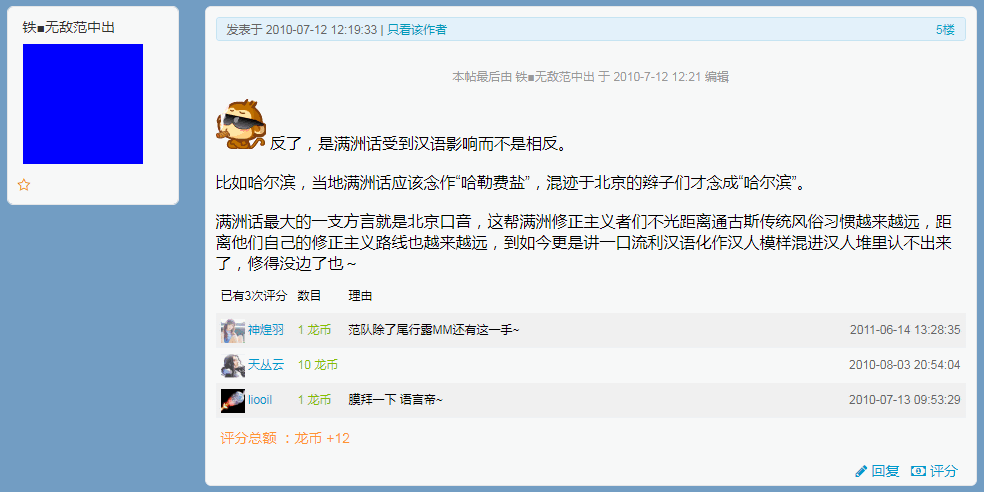 铁■无敌范中出
发表于 2010-07-12 12:19:33 | 只看该作者
5楼
本帖最后由 铁■无敌范中出 于 2010-7-12 12:21 编辑
反了，是满洲话受到汉语影响而不是相反。
比如哈尔滨，当地满洲话应该念作“哈勒费盐”，混迹于北京的辫子们才念成“哈尔滨”。
满洲话最大的一支方言就是北京口音，这帮满洲修正主义者们不光距离通古斯传统风俗习惯越来越远，距
离他们自己的修正主义路线也越来越远，到如今更是讲一口流利汉语化作汉人模样混进汉人堆里认不出来
了，修得没边了也～
已有3次评分 数目 理由
神煌羽 1 龙币 范队除了尾行露MM还有这一手~ 2011-06-14 13:28:35
天丛云 10 龙币 2010-08-03 20:54:04
liooil 1 龙币 膜拜一下 语言帝~ 2010-07-13 09:53:29
评分总额 ：龙币 +12
回复 评分